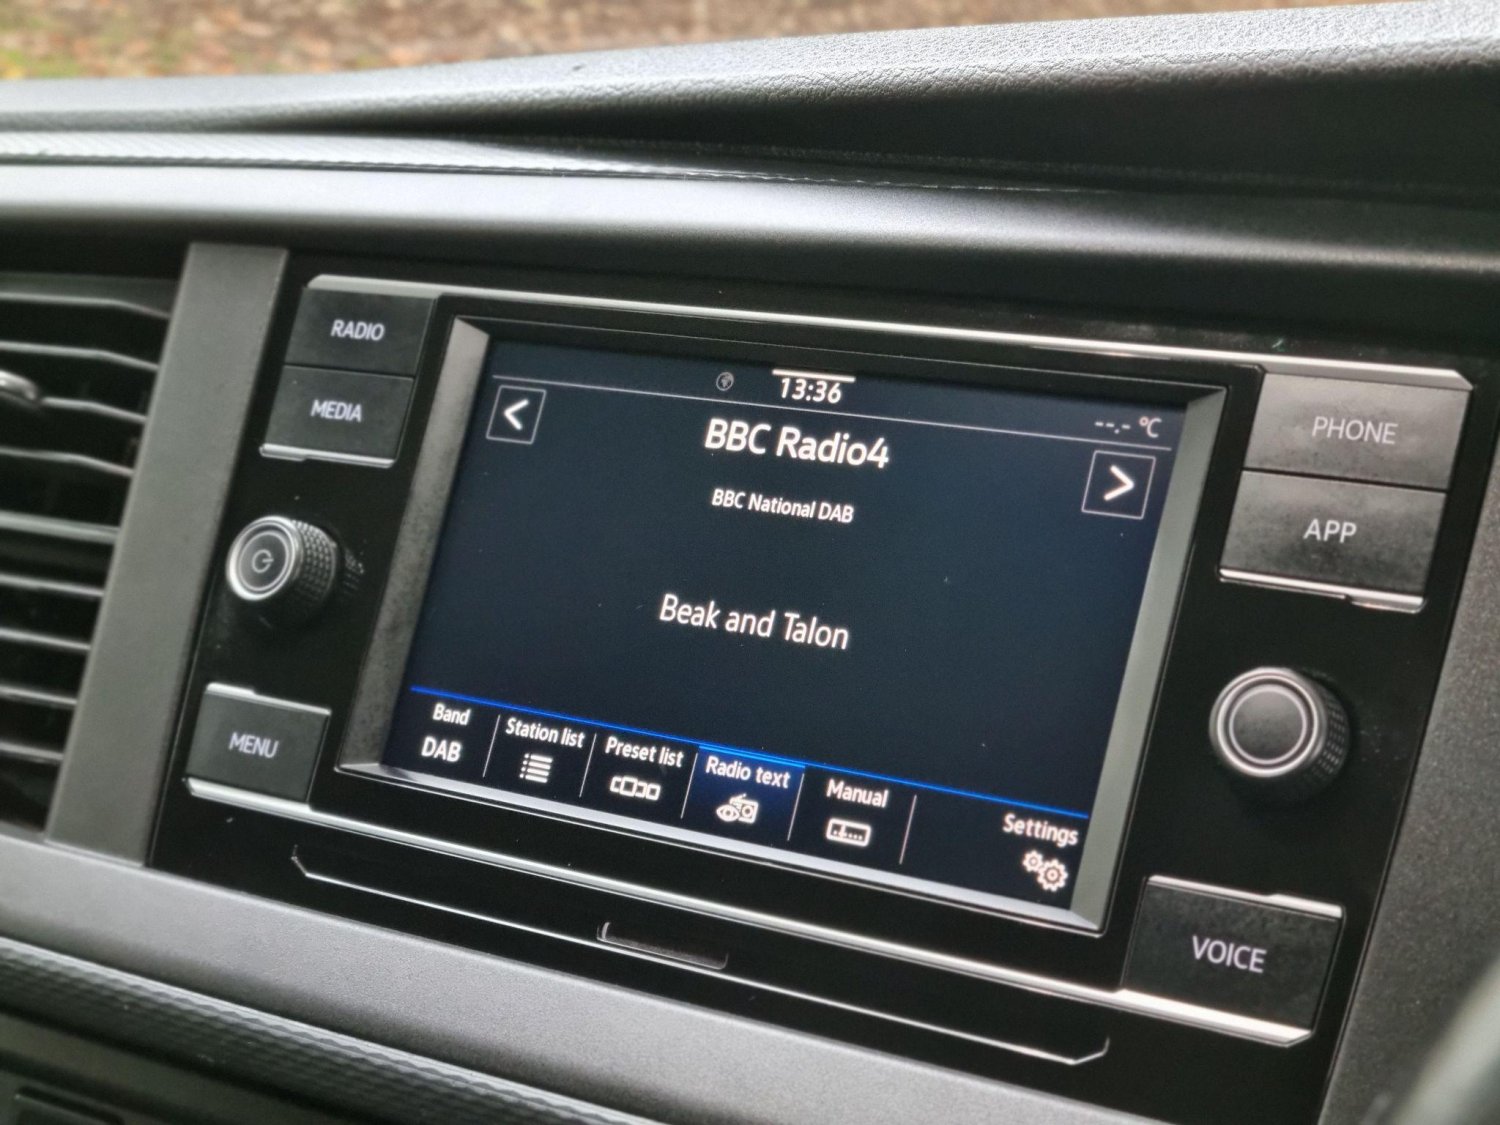 RADIO
MEDIA
MENU
13:36
--.- °C
<
BBC Radio4
>
BBC National DAB
Beak and Talon
Band
DAB
Station list
Preset list
Radio text
Manual
Settings
PHONE
APP
VOICE